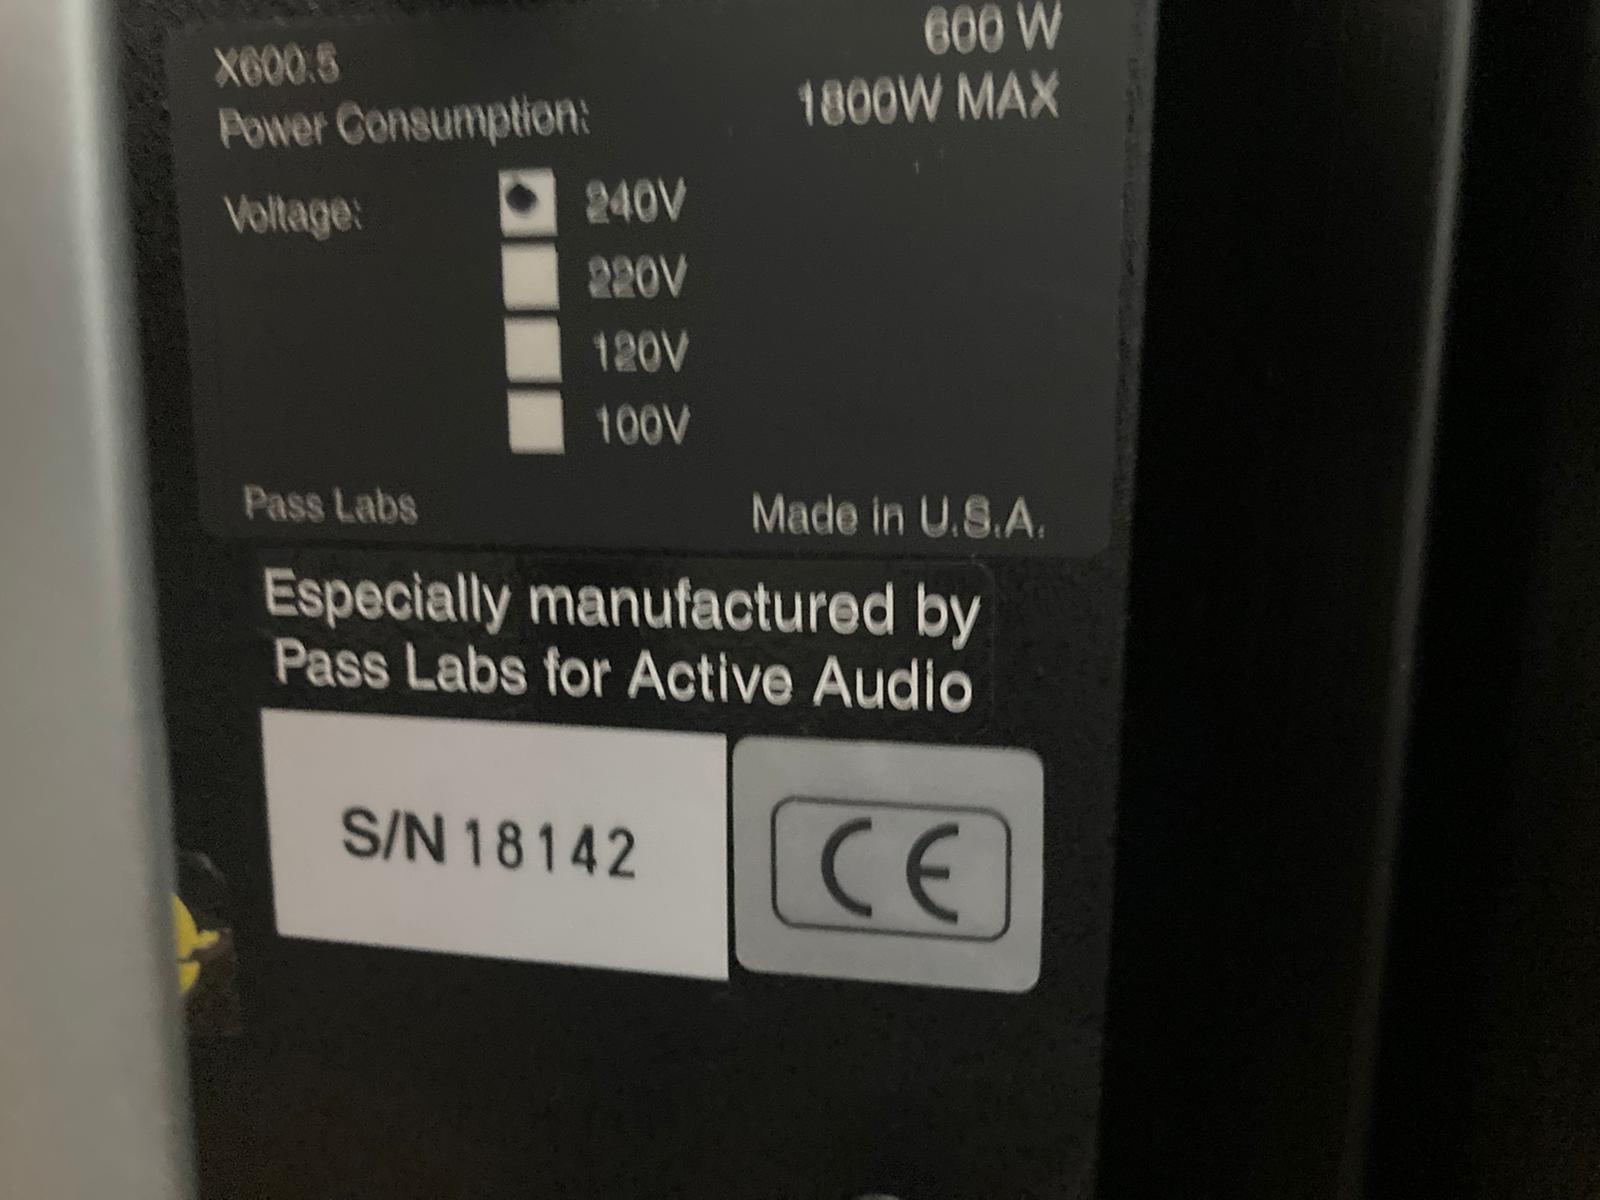 X600.5 600 W
Power Consumption: 1800W MAX
Voltage: 240V
220V
120V
100V
Pass Labs Made in U.S.A.
Especially manufactured by
Pass Labs for Active Audio
S/N 18142
CE